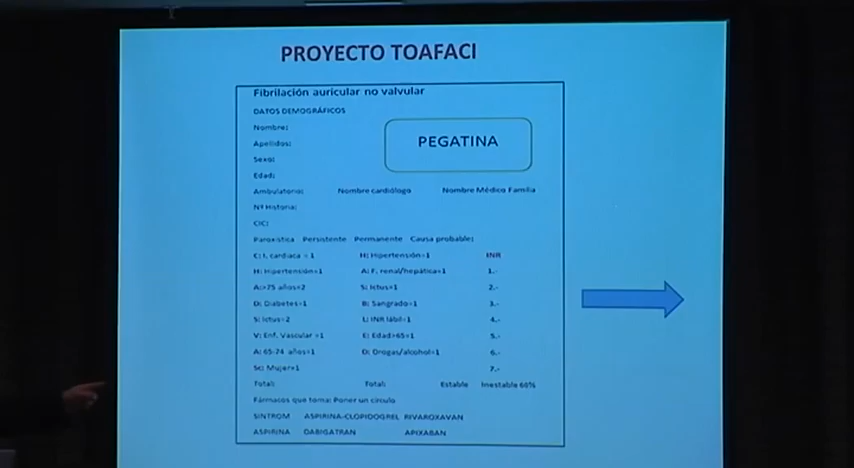 PROYECTO TOAFACI
Fibrilación auricular no valvular
DATOS DEMOGRÁFICOS
Nombre:
Apellidos:
PEGATINA
Sexo:
Edad:
Ambulatorio: Nombre cardiólogo Nombre Médico Familia
Nº Historia:
CIC:
Paroxística Persistente Permanente Causa probable:
C: I. cardiaca = 1 H: Hipertensión=1 INR
H: Hipertensión=1 A: F. renal/hepática=1 1.-
A:>75 años=2 S: Ictus=1 2.-
D: Diabetes=1 B: Sangrado=1 3.-
S: Ictus=2 L: INR lábil=1 4.-
V: Enf. Vascular =1 E: Edad>65=1 5.-
A: 65-74 años=1 D: Drogas/alcohol=1 6.-
Sc: Mujer=1 7.-
Total: Total: Estable Inestable 60%
Fármacos que toma: Poner un círculo
SINTROM ASPIRINA-CLOPIDOGREL RIVAROXAVAN
ASPIRINA DABIGATRAN APIXABAN